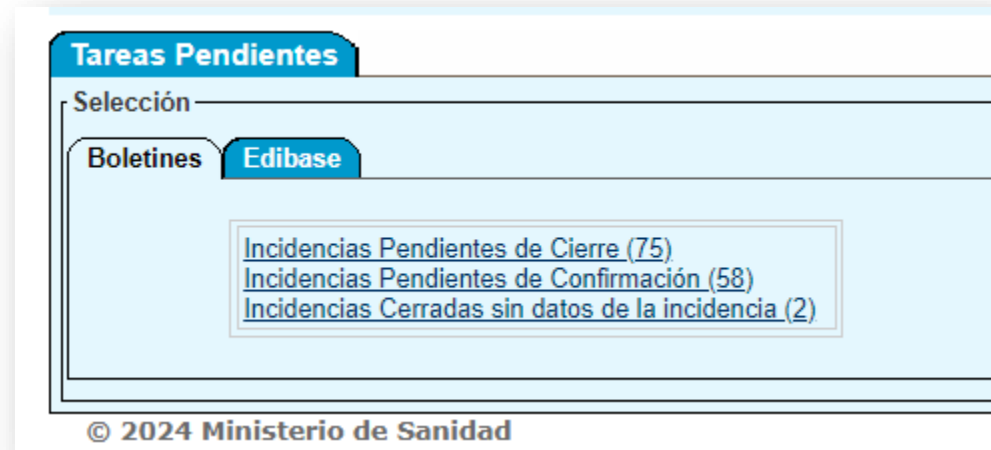 Tareas Pendientes
Selección
Boletines Edibase
Incidencias Pendientes de Cierre (75)
Incidencias Pendientes de Confirmación (58)
Incidencias Cerradas sin datos de la incidencia (2)
© 2024 Ministerio de Sanidad